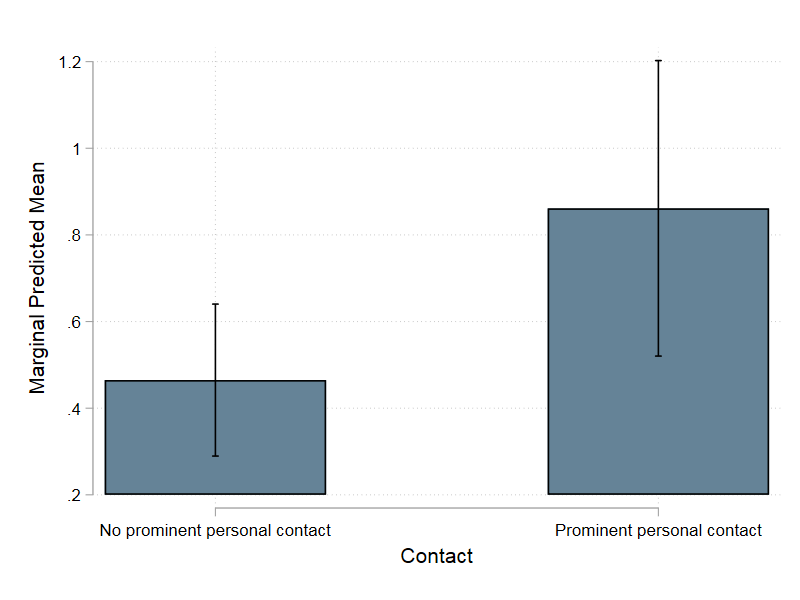 Marginal Predicted Mean
1.2
1
.8
.6
.4
.2
No prominent personal contact
Prominent personal contact
Contact